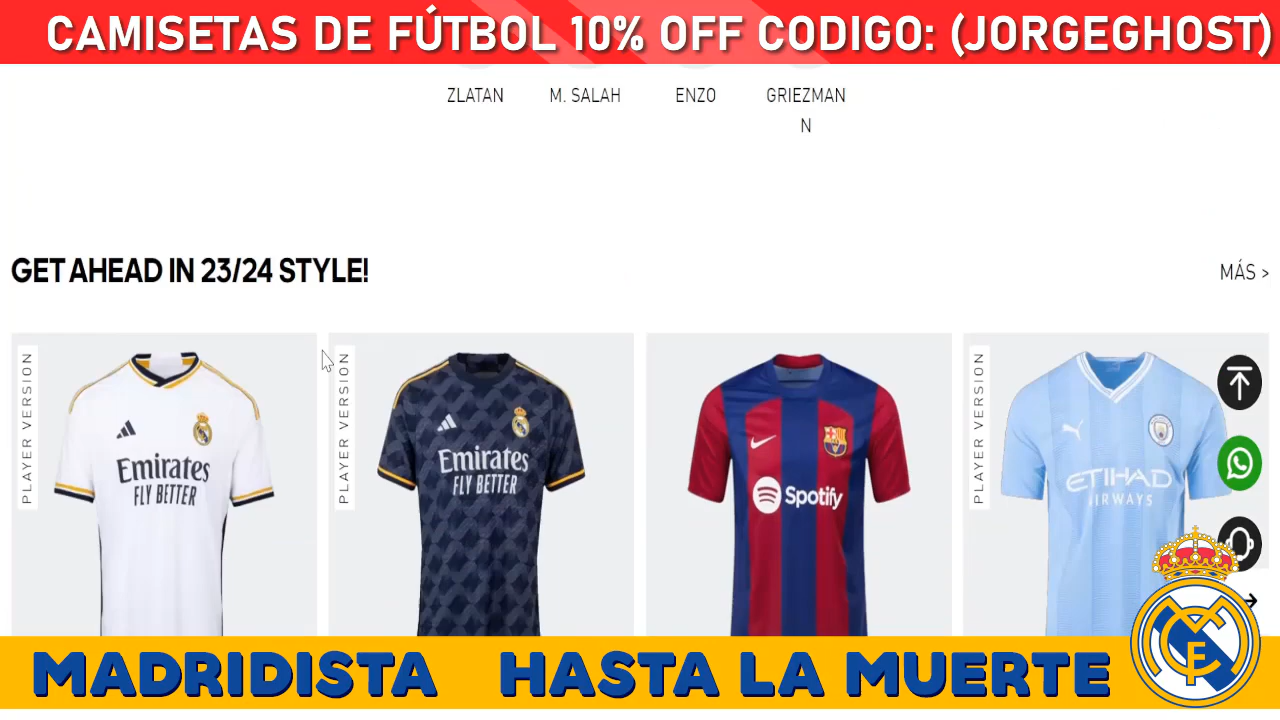 CAMISETAS DE FÚTBOL 10% OFF CODIGO: (JORGEGHOST)
ZLATAN M. SALAH ENZO GRIEZMAN
N
GET AHEAD IN 23/24 STYLE!
MÁS >
PLAYER VERSION
Emirates
FLY BETTER
PLAYER VERSION
Emirates
FLY BETTER
Spotify
PLAYER VERSION
ETIHAD
AIRWAYS
MADRIDISTA HASTA LA MUERTE